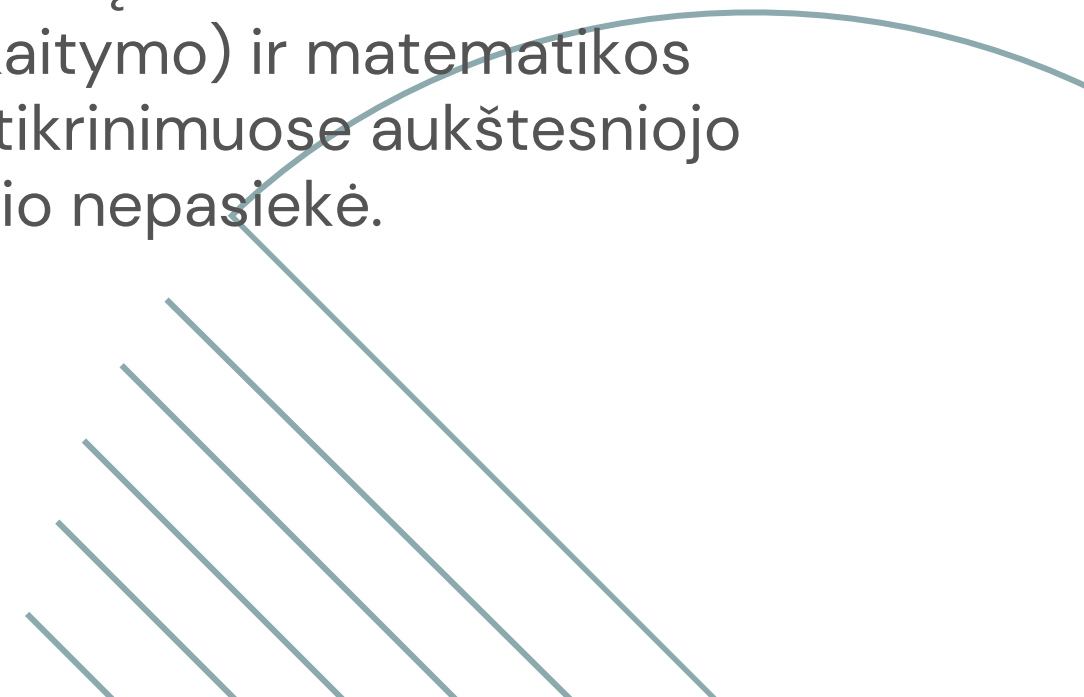 aitymo) ir matematikos
tikrinimuose aukštesniojo
io nepasiekė.